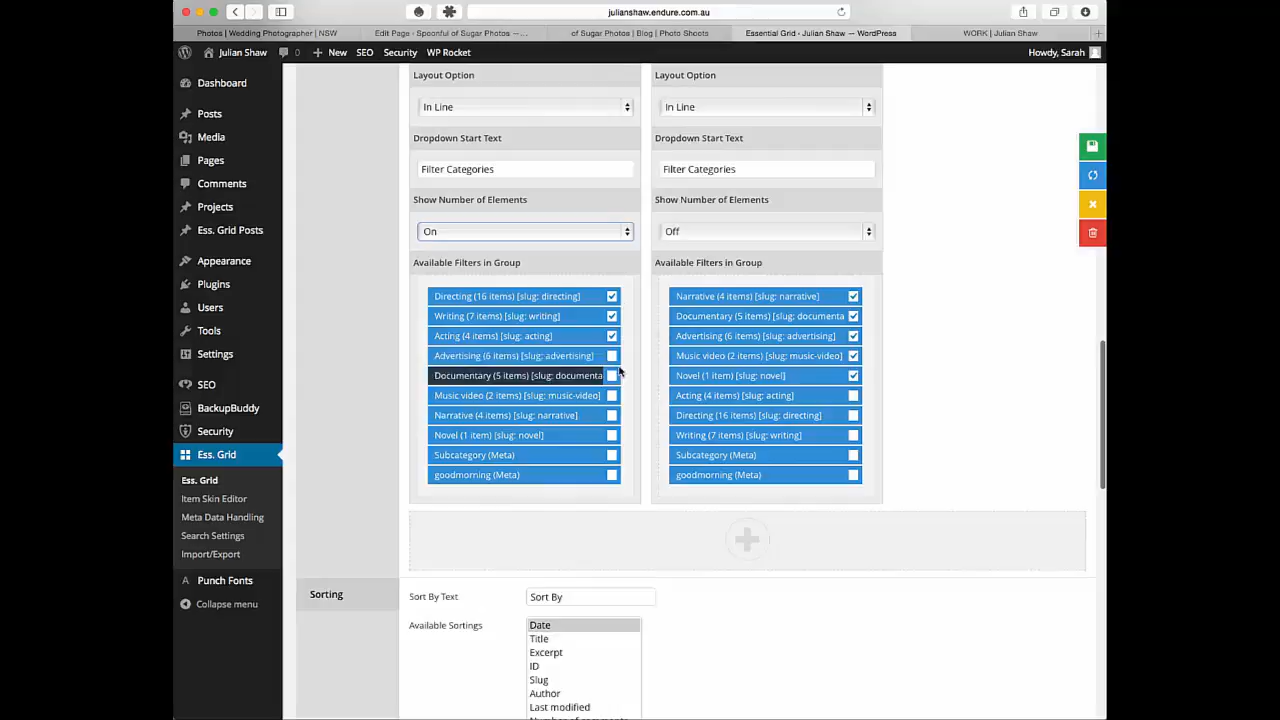 julianshaw.endure.com.au
Photos | Wedding Photographer | NSW
Edit Page - Spoonful of Sugar Photos —...
of Sugar Photos | Blog | Photo Shoots
Essential Grid - Julian Shaw — WordPress
WORK | Julian Shaw
Julian Shaw
0
New
SEO
Security
WP Rocket
Howdy, Sarah
Dashboard
Posts
Media
Pages
Comments
Projects
Ess. Grid Posts
Appearance
Plugins
Users
Tools
Settings
SEO
BackupBuddy
Security
Ess. Grid
Ess. Grid
Item Skin Editor
Meta Data Handling
Search Settings
Import/Export
Punch Fonts
Collapse menu
Layout Option
In Line
Dropdown Start Text
Filter Categories
Show Number of Elements
On
Available Filters in Group
Directing (16 items) [slug: directing]
Writing (7 items) [slug: writing]
Acting (4 items) [slug: acting]
Advertising (6 items) [slug: advertising]
Documentary (5 items) [slug: documenta
Music video (2 items) [slug: music-video]
Narrative (4 items) [slug: narrative]
Novel (1 item) [slug: novel]
Subcategory (Meta)
goodmorning (Meta)
Layout Option
In Line
Dropdown Start Text
Filter Categories
Show Number of Elements
Off
Available Filters in Group
Narrative (4 items) [slug: narrative]
Documentary (5 items) [slug: documenta
Advertising (6 items) [slug: advertising]
Music video (2 items) [slug: music-video]
Novel (1 item) [slug: novel]
Acting (4 items) [slug: acting]
Directing (16 items) [slug: directing]
Writing (7 items) [slug: writing]
Subcategory (Meta)
goodmorning (Meta)
Sorting
Sort By Text
Sort By
Available Sortings
Date
Title
Excerpt
ID
Slug
Author
Last modified